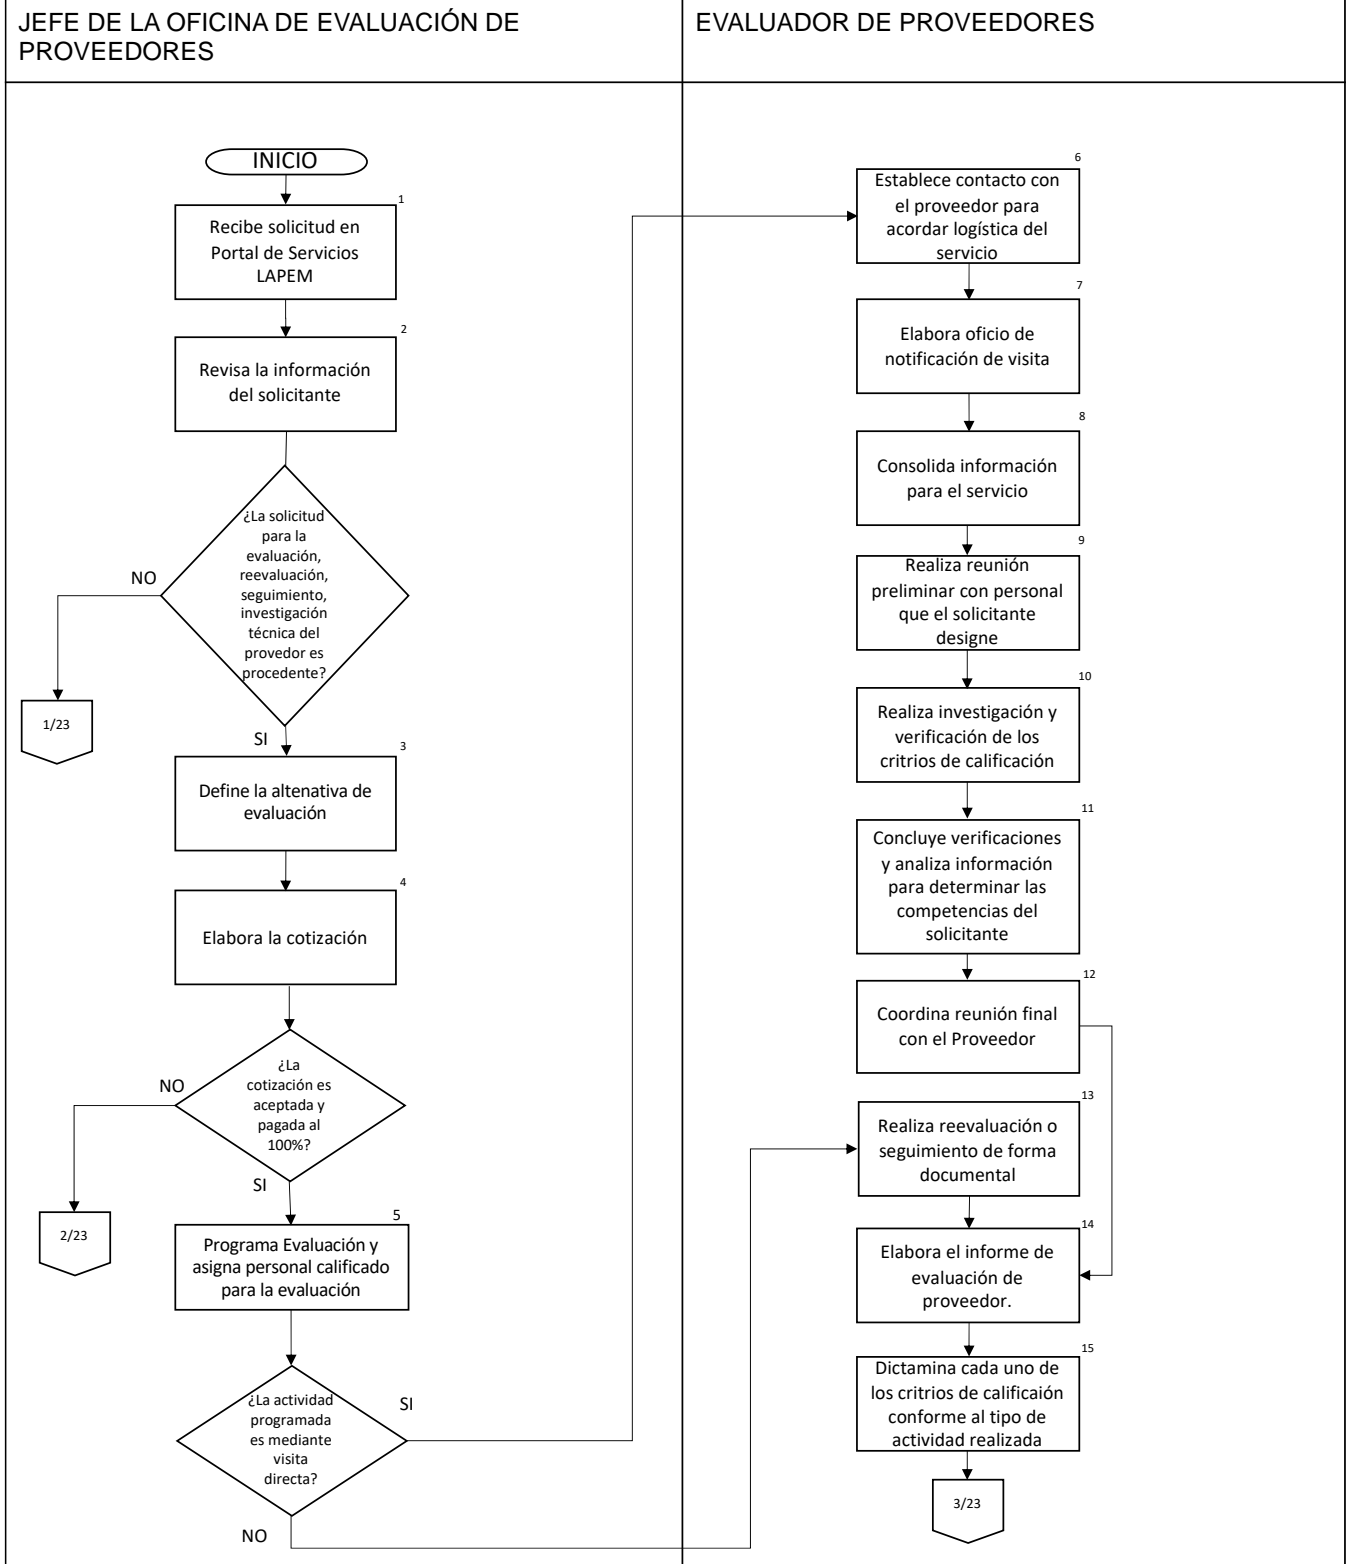 JEFE DE LA OFICINA DE EVALUACIÓN DE
PROVEEDORES
EVALUADOR DE PROVEEDORES
INICIO
1
Recibe solicitud en
Portal de Servicios
LAPEM
2
Revisa la información
del solicitante
¿La solicitud
para la
evaluación,
reevaluación,
seguimiento,
investigación
técnica del
provedor es
procedente?
NO
1/23
SI
3
Define la altenativa de
evaluación
4
Elabora la cotización
¿La
cotización es
aceptada y
pagada al
100%?
NO
2/23
SI
5
Programa Evaluación y
asigna personal calificado
para la evaluación
¿La actividad
programada
es mediante
visita
directa?
SI
NO
6
Establece contacto con
el proveedor para
acordar logística del
servicio
7
Elabora oficio de
notificación de visita
8
Consolida información
para el servicio
9
Realiza reunión
preliminar con personal
que el solicitante
designe
10
Realiza investigación y
verificación de los
critrios de calificación
11
Concluye verificaciones
y analiza información
para determinar las
competencias del
solicitante
12
Coordina reunión final
con el Proveedor
13
Realiza reevaluación o
seguimiento de forma
documental
14
Elabora el informe de
evaluación de
proveedor.
15
Dictamina cada uno de
los critrios de calificaión
conforme al tipo de
actividad realizada
3/23